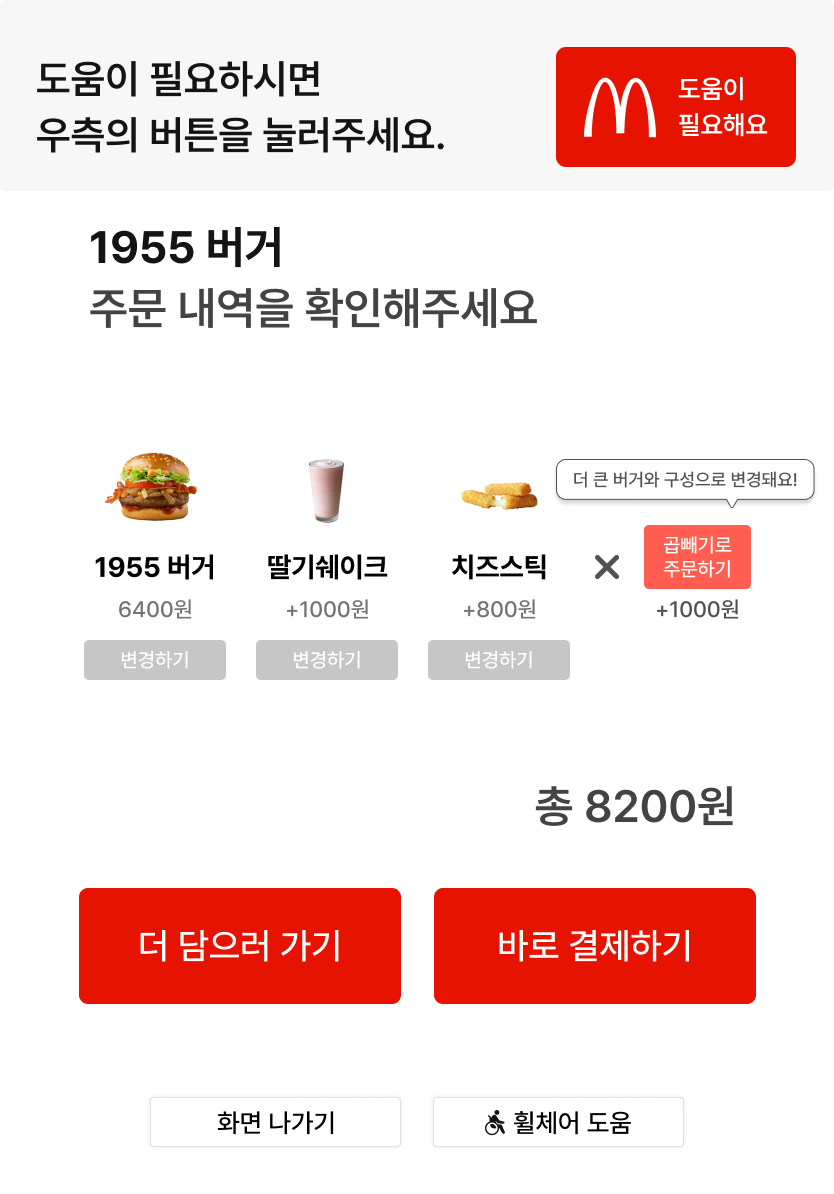 도움이 필요하시면
우측의 버튼을 눌러주세요.
도움이
필요해요
1955 버거
주문 내역을 확인해주세요
더 큰 버거와 구성으로 변경돼요!
1955 버거
딸기쉐이크
치즈스틱
곱빼기로
주문하기
6400원
+1000원
+800원
+1000원
변경하기
변경하기
변경하기
총 8200원
더 담으러 가기
바로 결제하기
화면 나가기
휠체어 도움